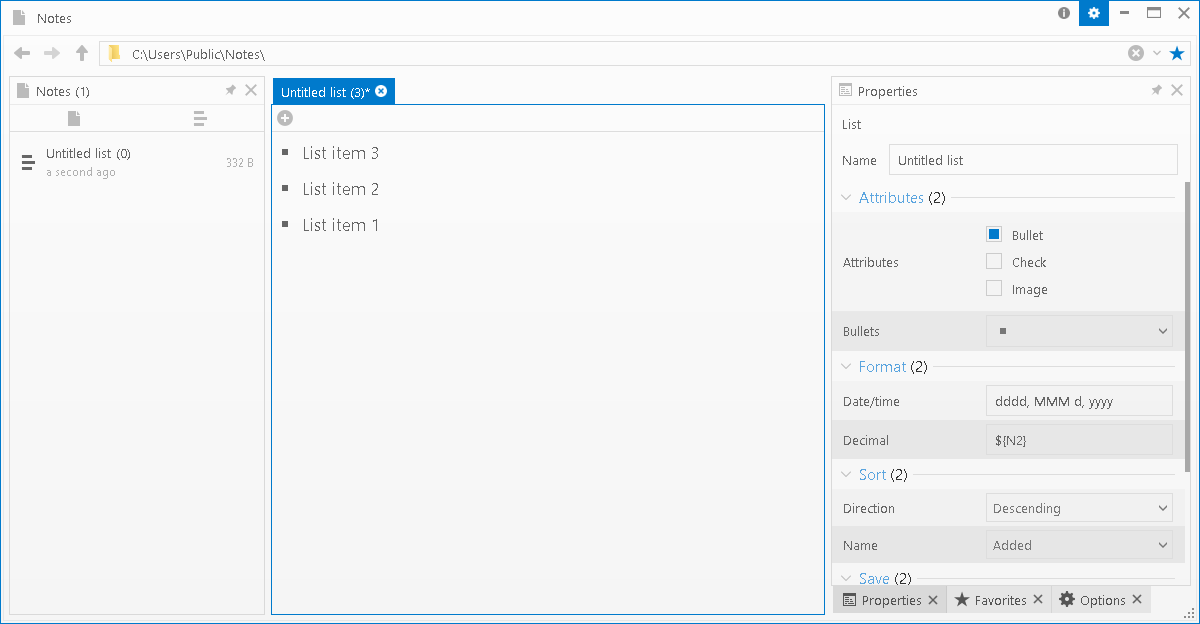 Notes
C:\Users\Public\Notes\
Notes (1)
Untitled list (0)
a second ago
332 B
Untitled list (3)*
List item 3
List item 2
List item 1
Properties
List
Name
Untitled list
Attributes (2)
Attributes
Bullet
Check
Image
Bullets
Format (2)
Date/time
dddd, MMM d, yyyy
Decimal
${N2}
Sort (2)
Direction
Descending
Name
Added
Save (2)
Properties
Favorites
Options